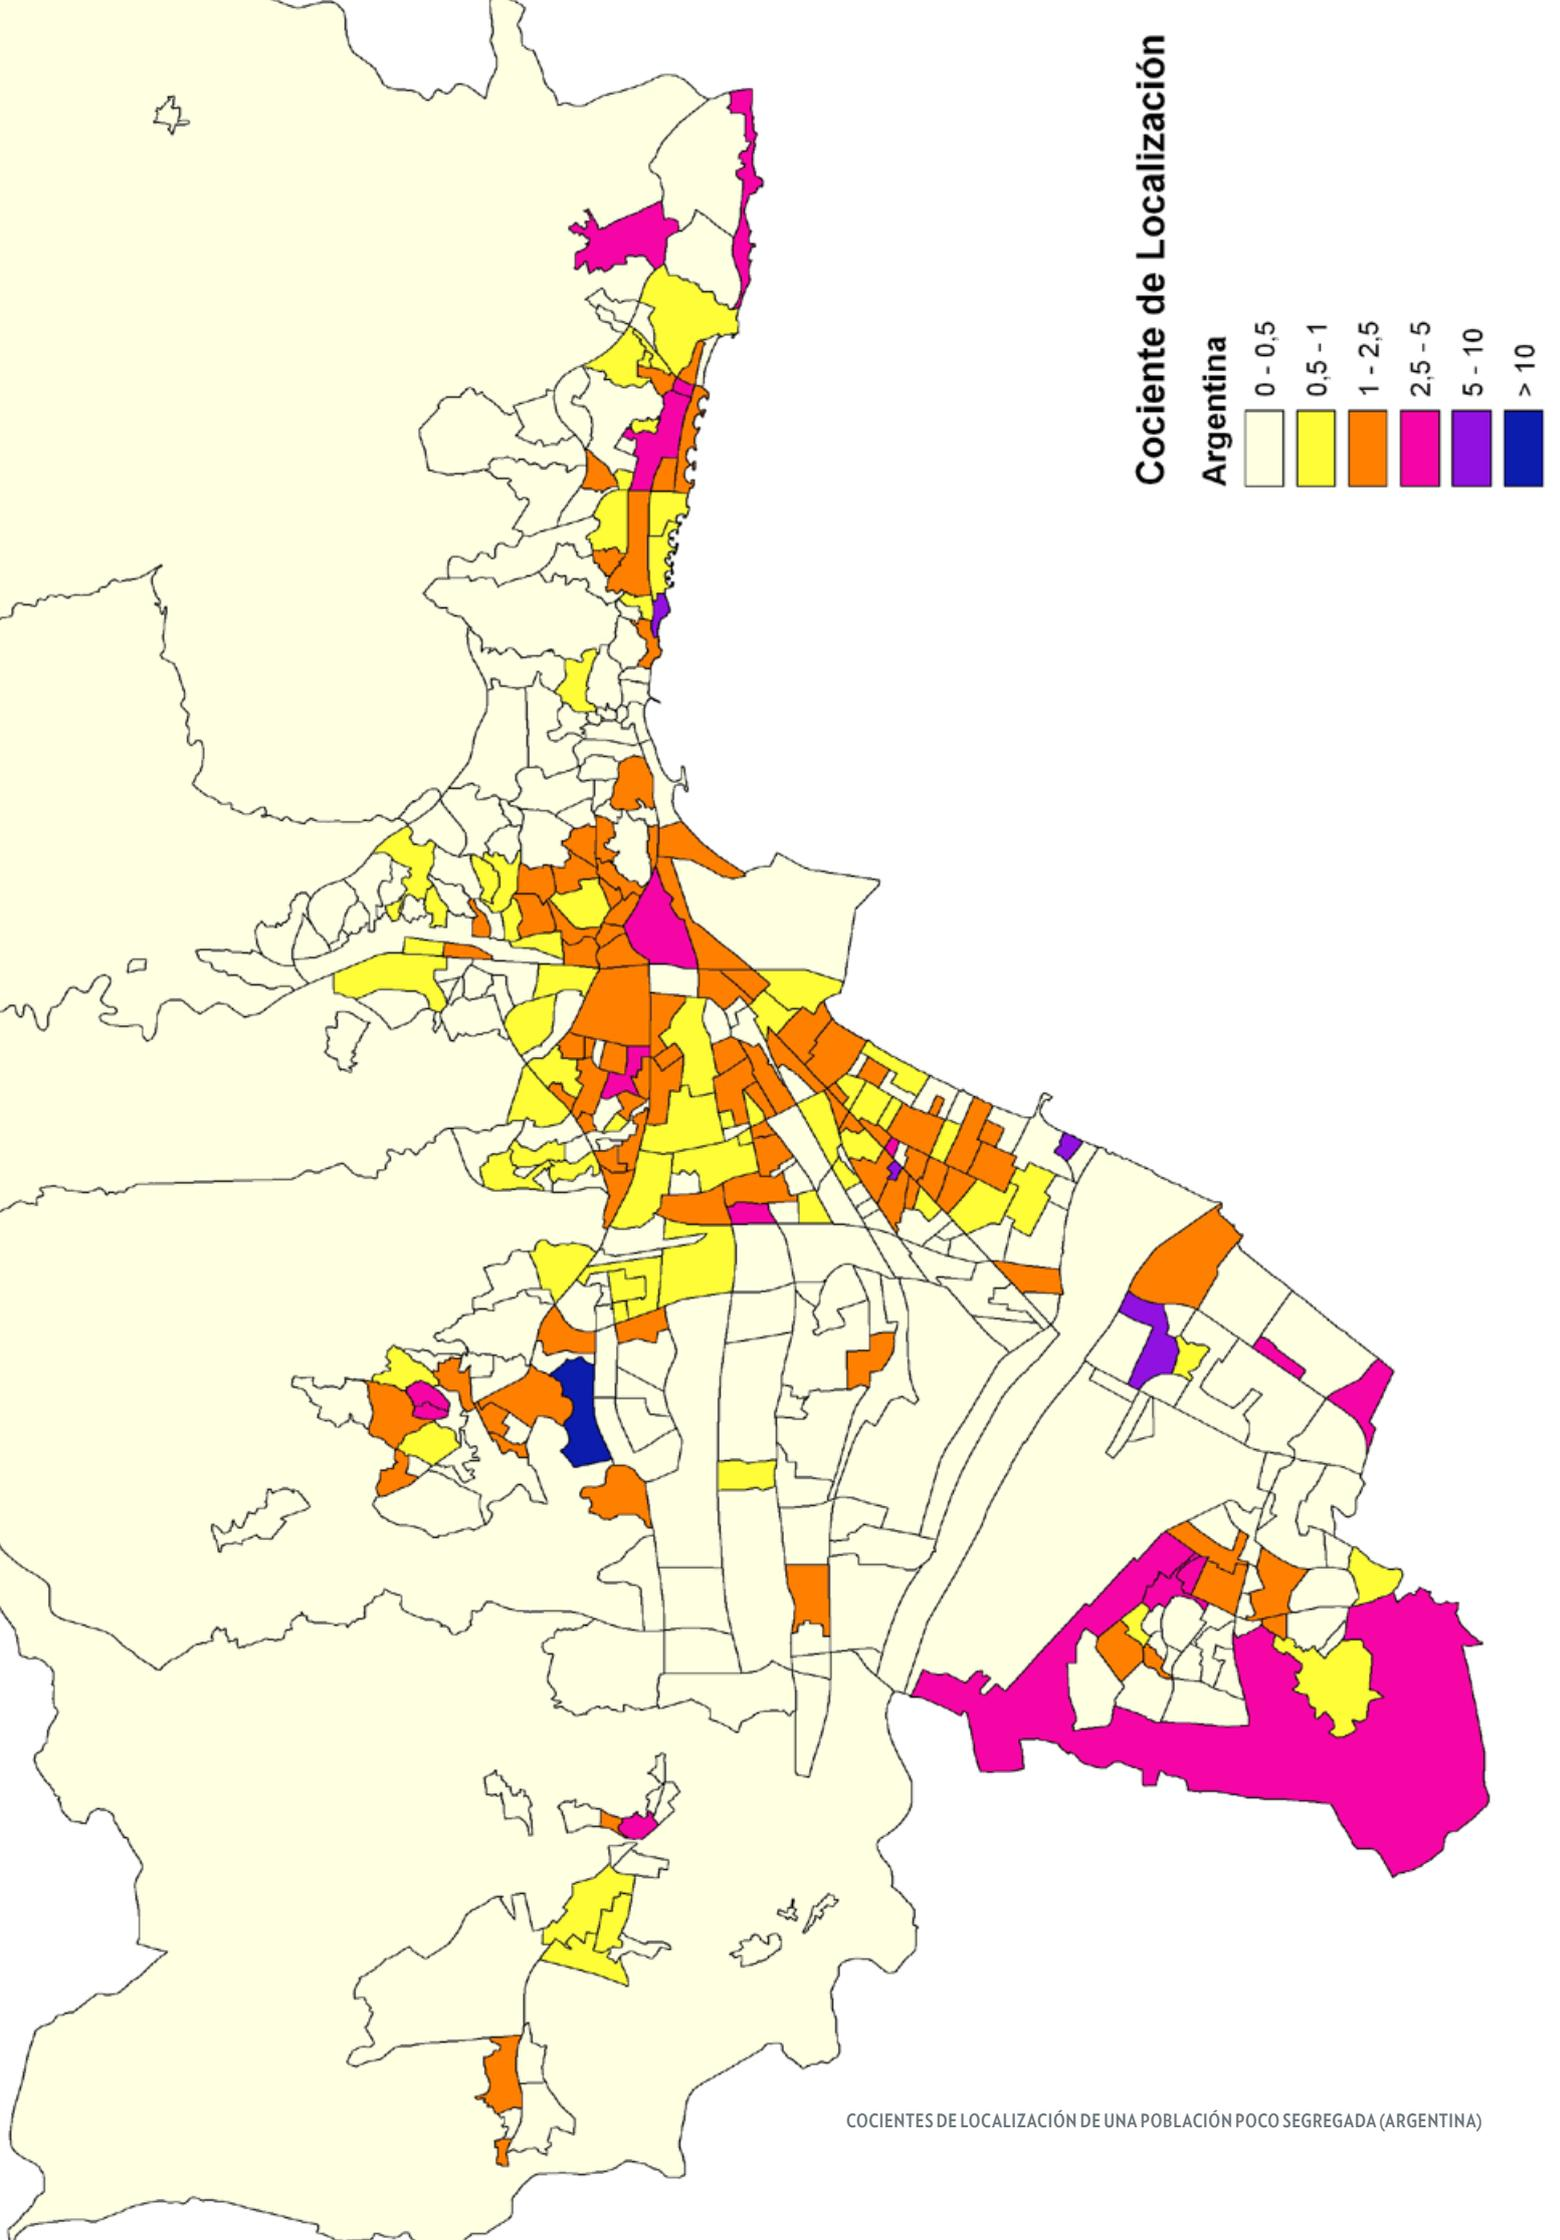 Cociente de Localización
Argentina
0 - 0,5
0,5 - 1
1 - 2,5
2,5 - 5
5 - 10
> 10
COCIENTES DE LOCALIZACIÓN DE UNA POBLACIÓN POCO SEGREGADA (ARGENTINA)